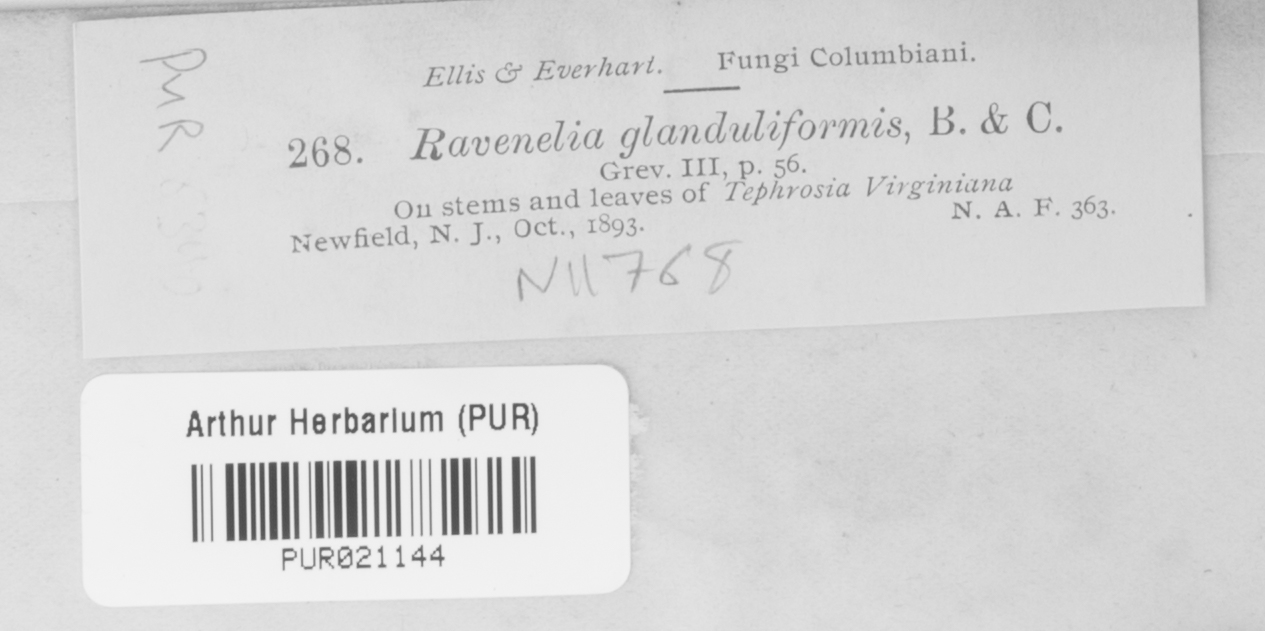 Ellis & Everhart. Fungi Columbiani.
268. Ravenelia glanduliformis, B. & C.
Grev. III, p. 56.
On stems and leaves of Tephrosia Virginiana
Newfield, N. J., Oct., 1893. N. A. F. 363.
N11768
PUR
Arthur Herbarium (PUR)
PUR021144